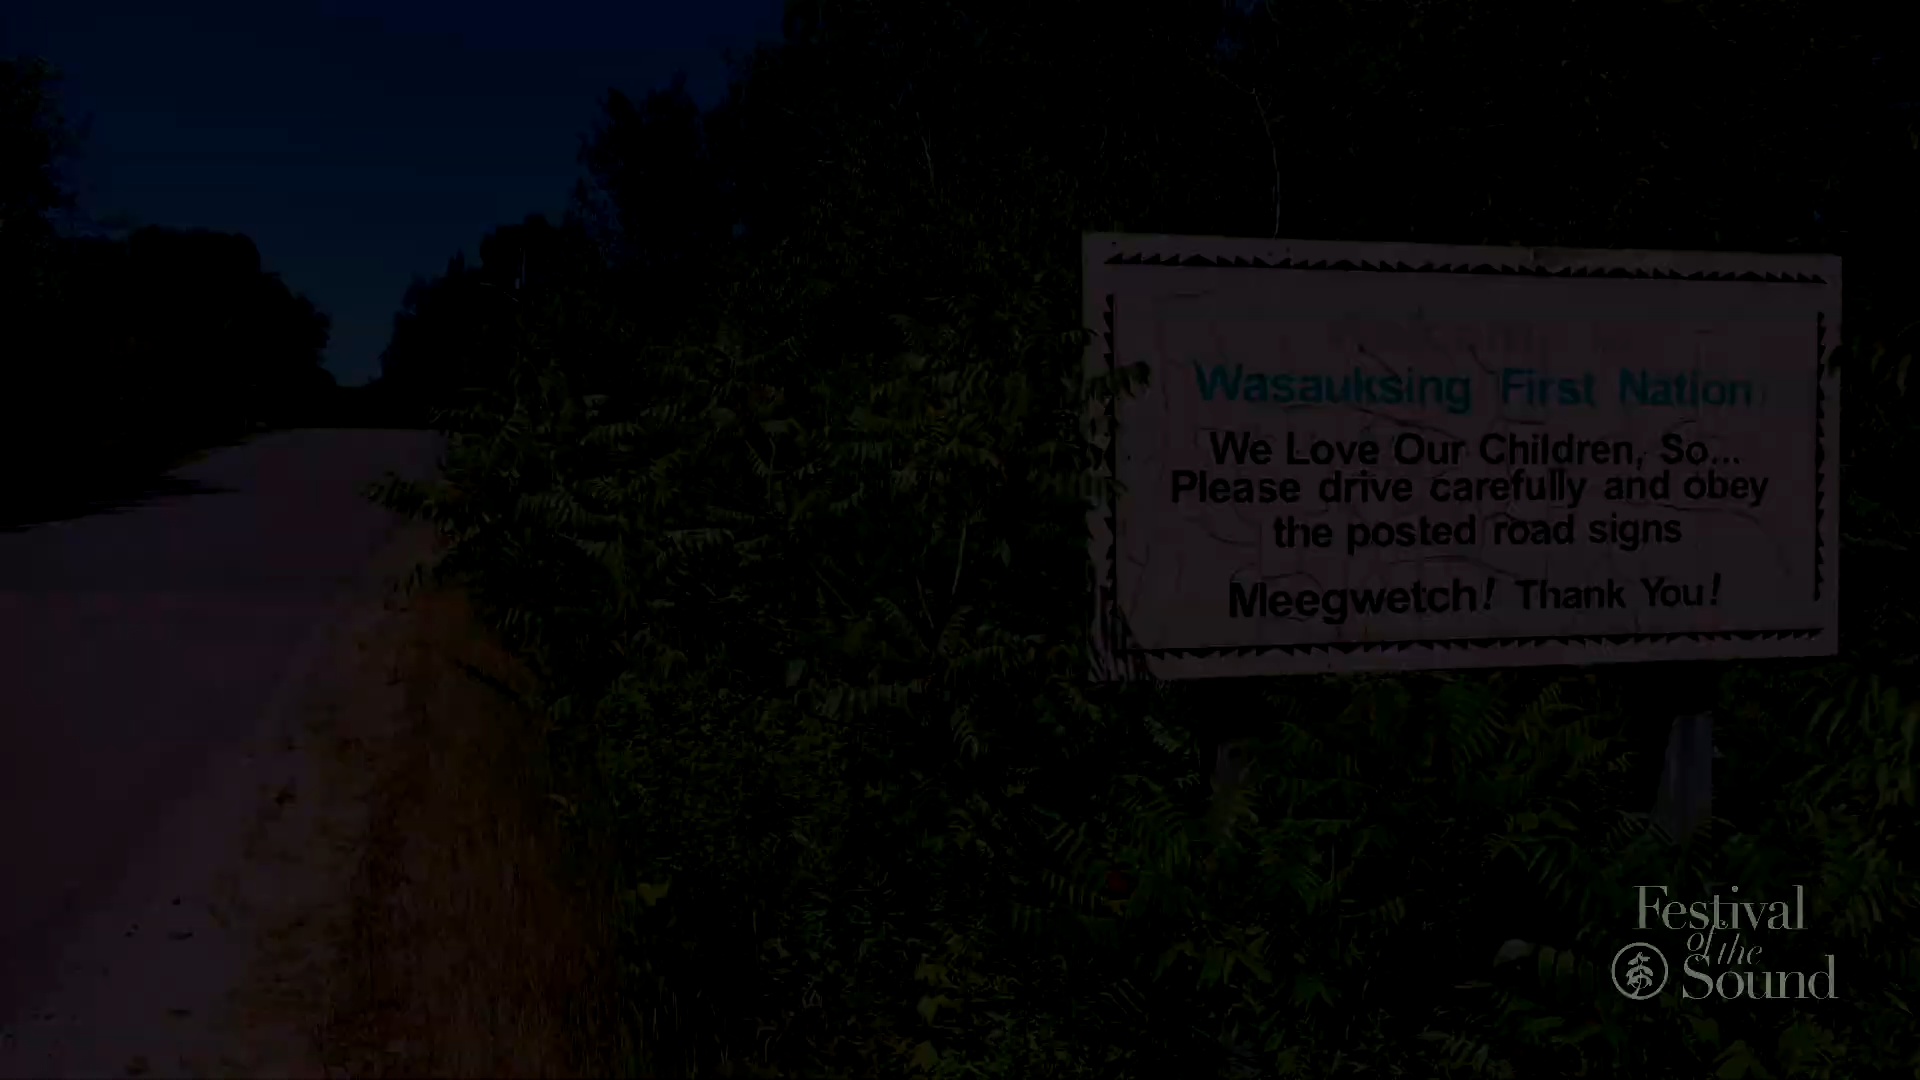 Wasauksing First Nation
We Love Our Children, So...
Please drive carefully and obey
the posted road signs
Meegwetch! Thank You!
Festival
of the
Sound